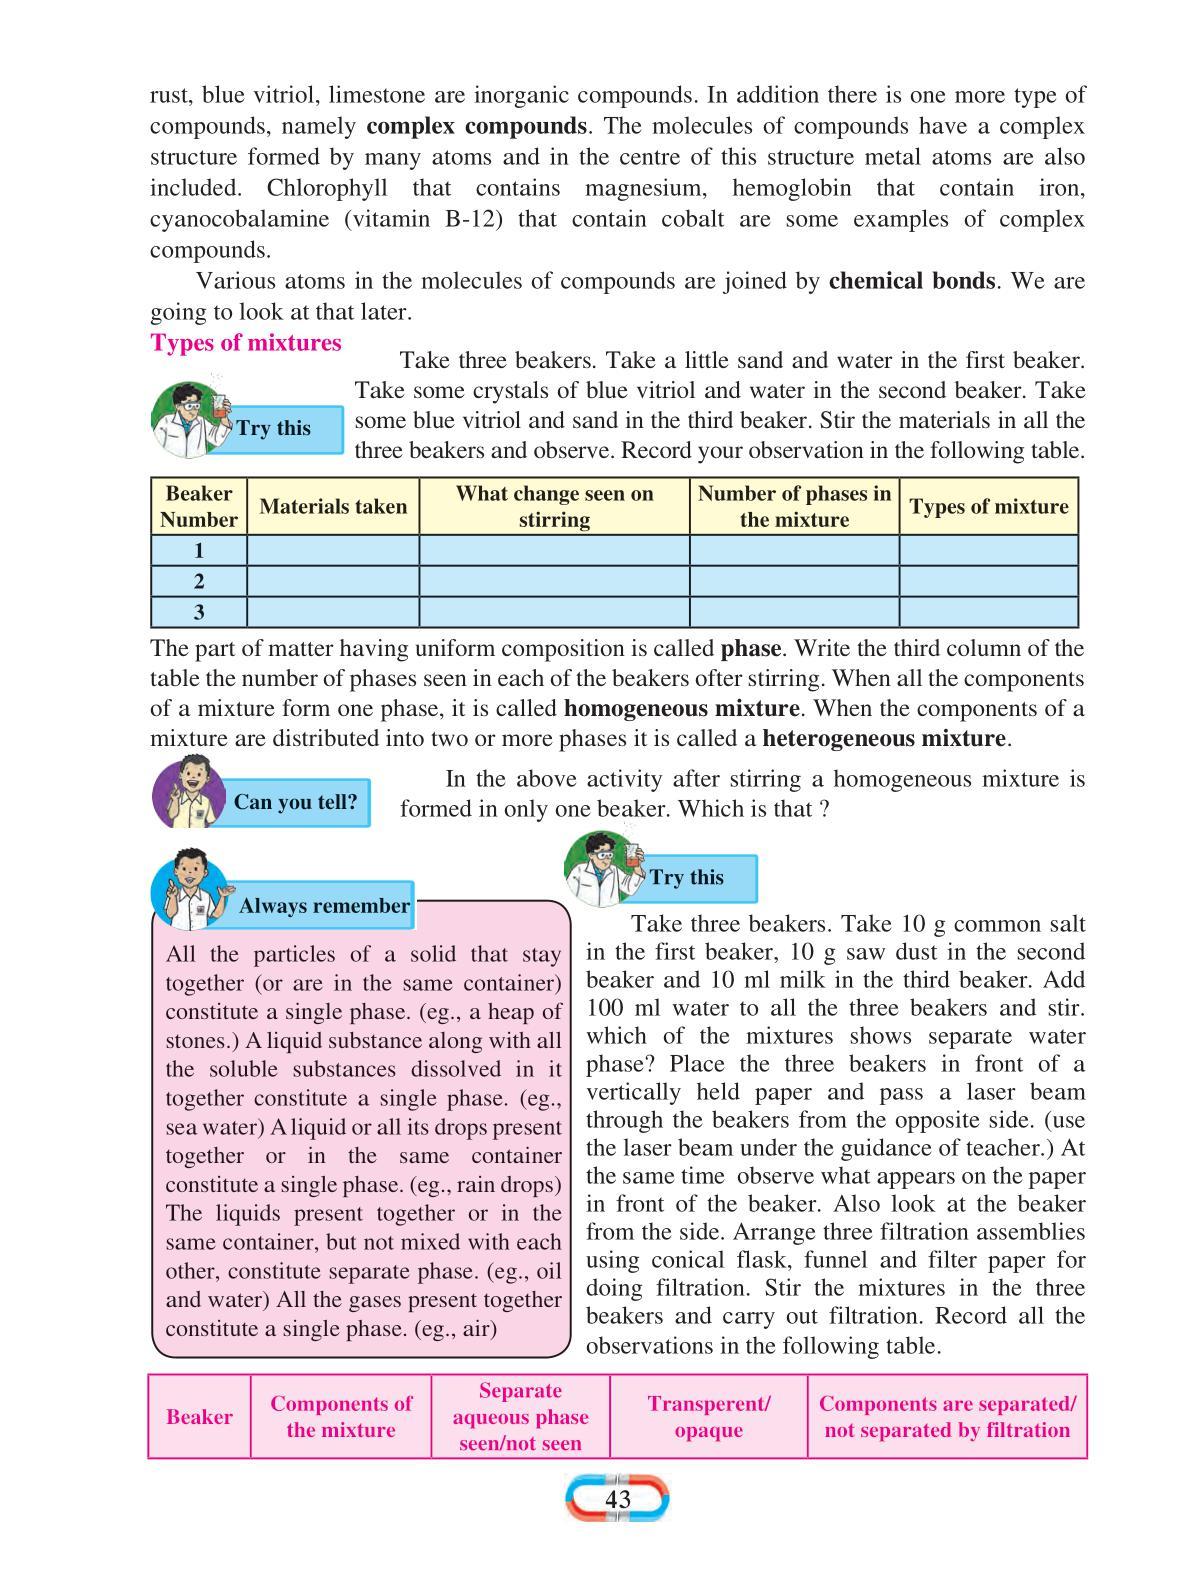 rust, blue vitriol, limestone are inorganic compounds. In addition there is one more type of
compounds, namely complex compounds. The molecules of compounds have a complex
structure formed by many atoms and in the centre of this structure metal atoms are also
included. Chlorophyll that contains magnesium, hemoglobin that contain iron,
cyanocobalamine (vitamin B-12) that contain cobalt are some examples of complex
compounds.
Various atoms in the molecules of compounds are joined by chemical bonds. We are
going to look at that later.
Types of mixtures
Try this
Take three beakers. Take a little sand and water in the first beaker.
Take some crystals of blue vitriol and water in the second beaker. Take
some blue vitriol and sand in the third beaker. Stir the materials in all the
three beakers and observe. Record your observation in the following table.
Beaker
Number
Materials taken
What change seen on
stirring
Number of phases in
the mixture
Types of mixture
1
2
3
The part of matter having uniform composition is called phase. Write the third column of the
table the number of phases seen in each of the beakers ofter stirring. When all the components
of a mixture form one phase, it is called homogeneous mixture. When the components of a
mixture are distributed into two or more phases it is called a heterogeneous mixture.
Can you tell?
In the above activity after stirring a homogeneous mixture is
formed in only one beaker. Which is that ?
Always remember
All the particles of a solid that stay
together (or are in the same container)
constitute a single phase. (eg., a heap of
stones.) A liquid substance along with all
the soluble substances dissolved in it
together constitute a single phase. (eg.,
sea water) A liquid or all its drops present
together or in the same container
constitute a single phase. (eg., rain drops)
The liquids present together or in the
same container, but not mixed with each
other, constitute separate phase. (eg., oil
and water) All the gases present together
constitute a single phase. (eg., air)
Try this
Take three beakers. Take 10 g common salt
in the first beaker, 10 g saw dust in the second
beaker and 10 ml milk in the third beaker. Add
100 ml water to all the three beakers and stir.
which of the mixtures shows separate water
phase? Place the three beakers in front of a
vertically held paper and pass a laser beam
through the beakers from the opposite side. (use
the laser beam under the guidance of teacher.) At
the same time observe what appears on the paper
in front of the beaker. Also look at the beaker
from the side. Arrange three filtration assemblies
using conical flask, funnel and filter paper for
doing filtration. Stir the mixtures in the three
beakers and carry out filtration. Record all the
observations in the following table.
Beaker
Components of
the mixture
Separate
aqueous phase
seen/not seen
Transperent/
opaque
Components are separated/
not separated by filtration
43